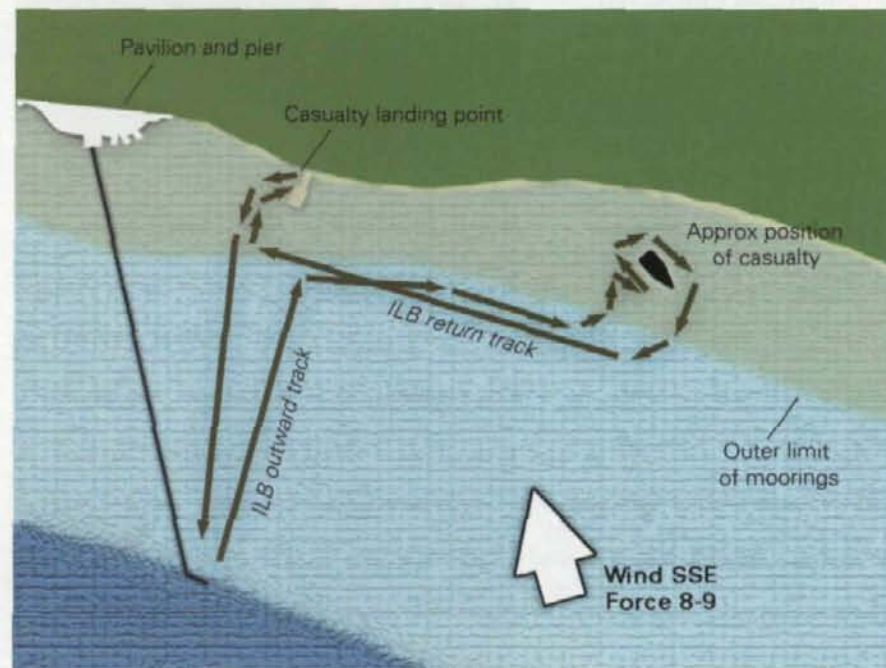 Pavilion and pier
Casualty landing point
Approx position
of casualty
ILB return track
ILB outward track
Outer limit
of moorings
Wind SSE
Force 8-9